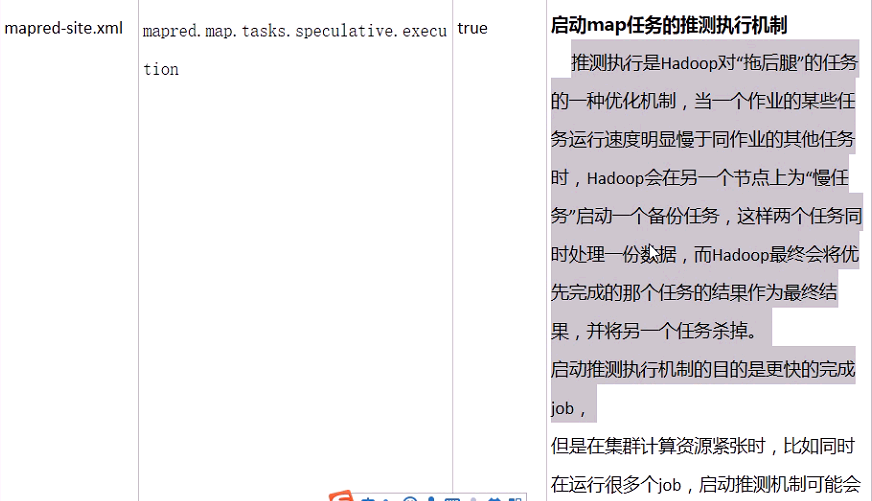 mapred-site.xml
mapred.map.tasks.speculative.execu
tion
true
启动map任务的推测执行机制
推测执行是Hadoop对“拖后腿”的任务
的一种优化机制，当一个作业的某些任
务运行速度明显慢于同作业的其他任务
时，Hadoop会在另一个节点上为“慢任
务”启动一个备份任务，这样两个任务同
时处理一份数据，而Hadoop最终会将优
先完成的那个任务的结果作为最终结
果，并将另一个任务杀掉。
启动推测执行机制的目的是更快的完成
job，
但是在集群计算资源紧张时，比如同时
在运行很多个job，启动推测机制可能会